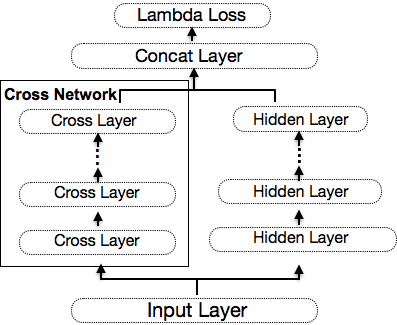 Lambda Loss
Concat Layer
Cross Network
Cross Layer
Hidden Layer
Cross Layer
Hidden Layer
Cross Layer
Hidden Layer
Input Layer